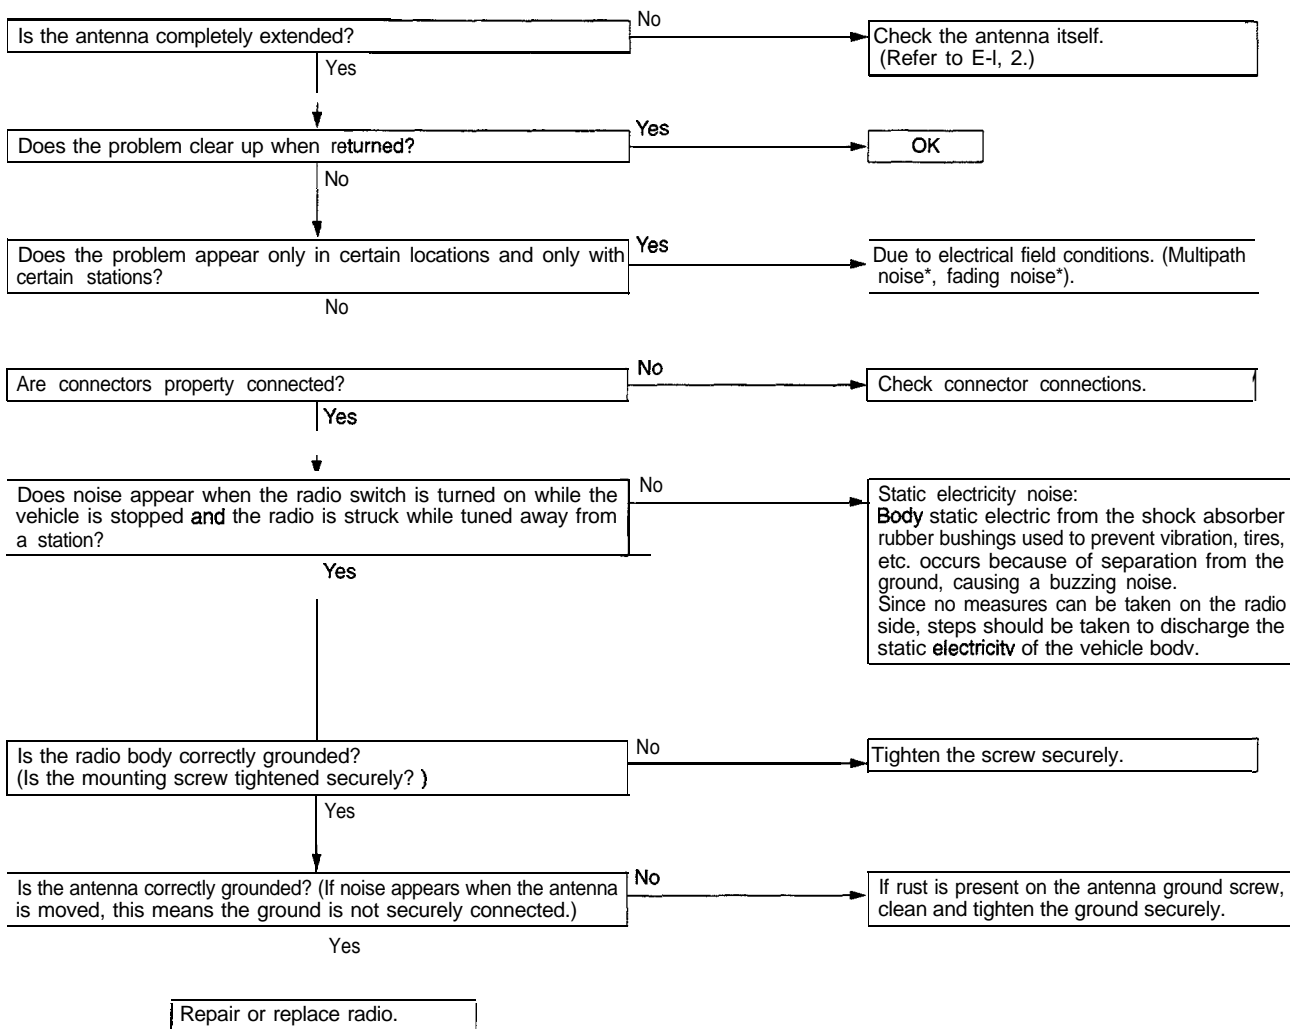 Is the antenna completely extended?
No
Check the antenna itself.
(Refer to E-l, 2.)
Yes
Does the problem clear up when returned?
Yes
OK
No
Does the problem appear only in certain locations and only with
certain stations?
Yes
Due to electrical field conditions. (Multipath
noise*, fading noise*).
No
Are connectors property connected?
No
Check connector connections.
Yes
Does noise appear when the radio switch is turned on while the
vehicle is stopped and the radio is struck while tuned away from
a station?
No
Static electricity noise:
Body static electric from the shock absorber
rubber bushings used to prevent vibration, tires,
etc. occurs because of separation from the
ground, causing a buzzing noise.
Since no measures can be taken on the radio
side, steps should be taken to discharge the
static electricity of the vehicle body.
Yes
Is the radio body correctly grounded?
(Is the mounting screw tightened securely? )
No
Tighten the screw securely.
Yes
Is the antenna correctly grounded? (If noise appears when the antenna
is moved, this means the ground is not securely connected.)
No
If rust is present on the antenna ground screw,
clean and tighten the ground securely.
Yes
Repair or replace radio.